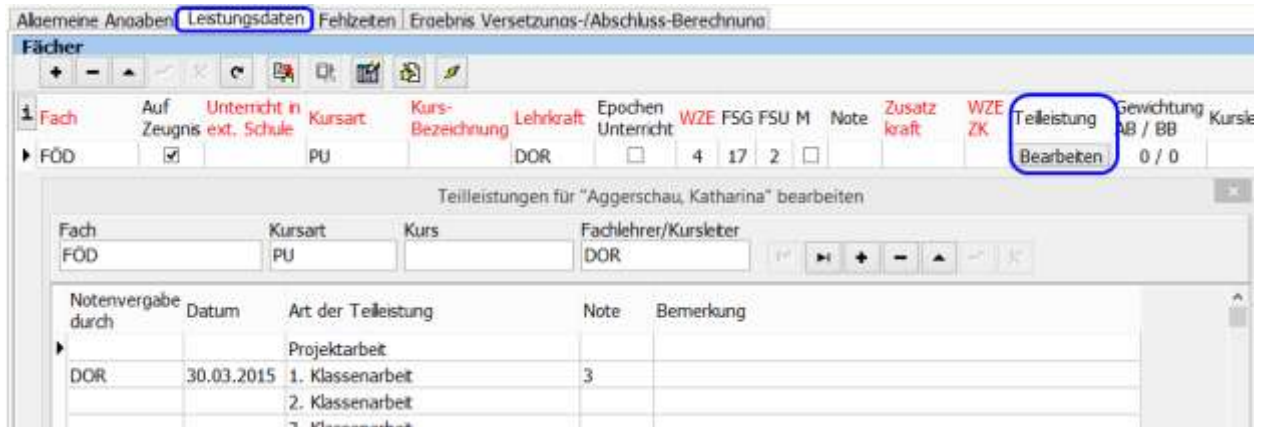 Allgemeine Angaben Leistungsdaten Fehlzeiten Ergebnis Versetzungs-/Abschluss-Berechnung
Fächer
Fach Auf Zeugnis Unterricht in ext. Schule Kursart Kurs-Bezeichnung Lehrkraft Epochen Unterricht WZE FSG FSU M Note Zusatz kraft WZE ZK Teilleistung Gewichtung AB / BB Kursle
FÖD PU DOR 4 17 2 Bearbeiten 0 / 0
Teilleistungen für "Aggerschau, Katharina" bearbeiten
Fach Kursart Kurs Fachlehrer/Kursleiter
FÖD PU DOR
Notenvergabe durch Datum Art der Teilleistung Note Bemerkung
Projektarbeit
DOR 30.03.2015 1. Klassenarbeit 3
2. Klassenarbeit